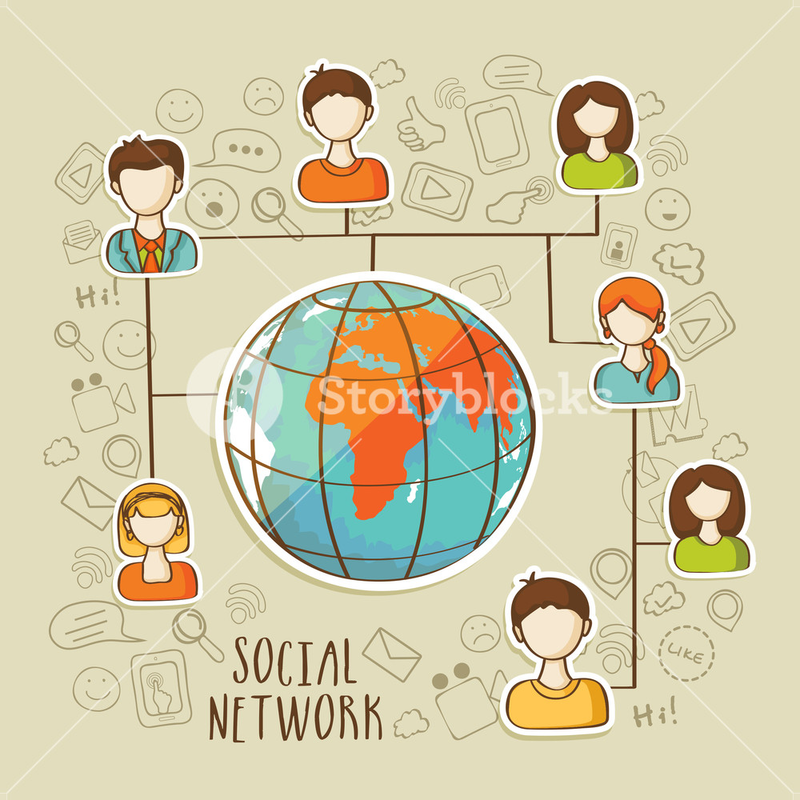 Hi!
Storyblocks
W
LIKE
SOCIAL
NETWORK
Hi!